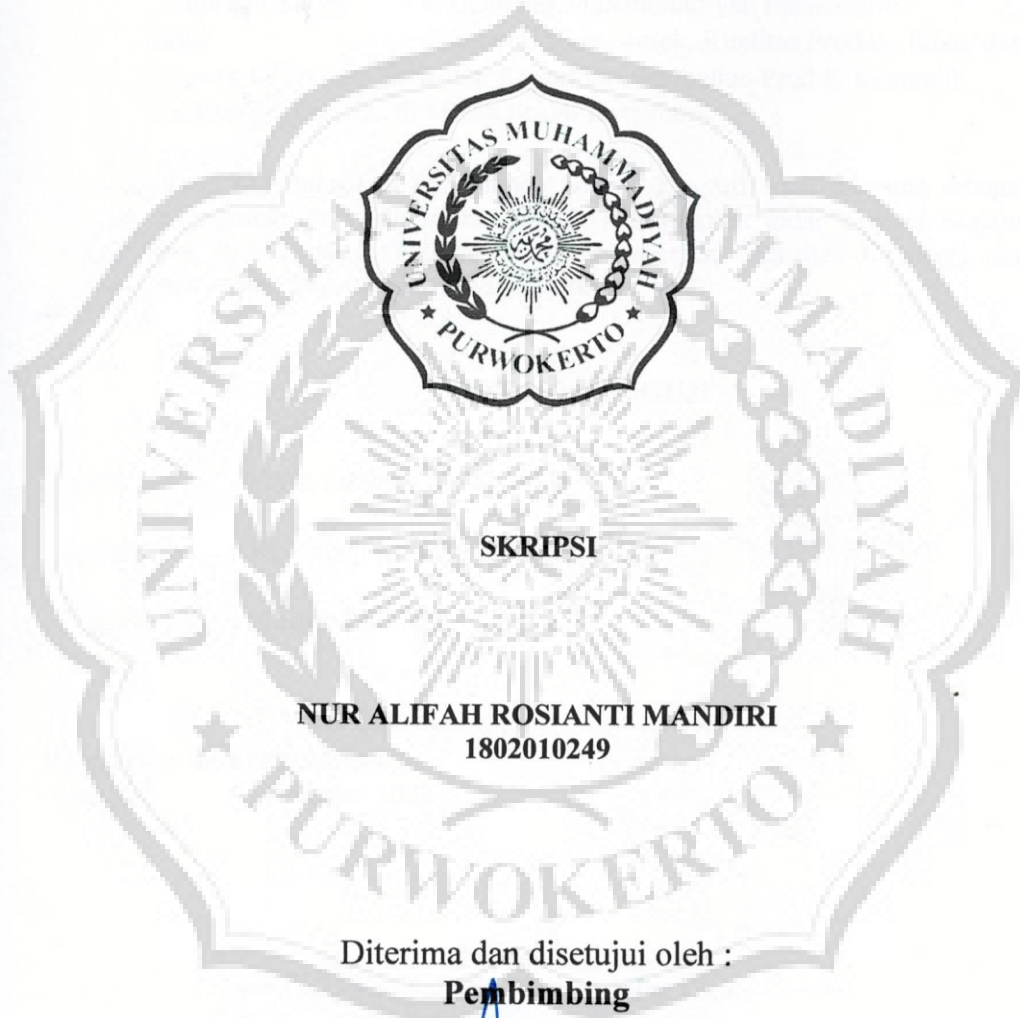 UNIVERSITAS MUHAMMADIYAH
★ PURWOKERTO ★
SKRIPSI
NUR ALIFAH ROSIANTI MANDIRI
1802010249
Diterima dan disetujui oleh :
Pembimbing